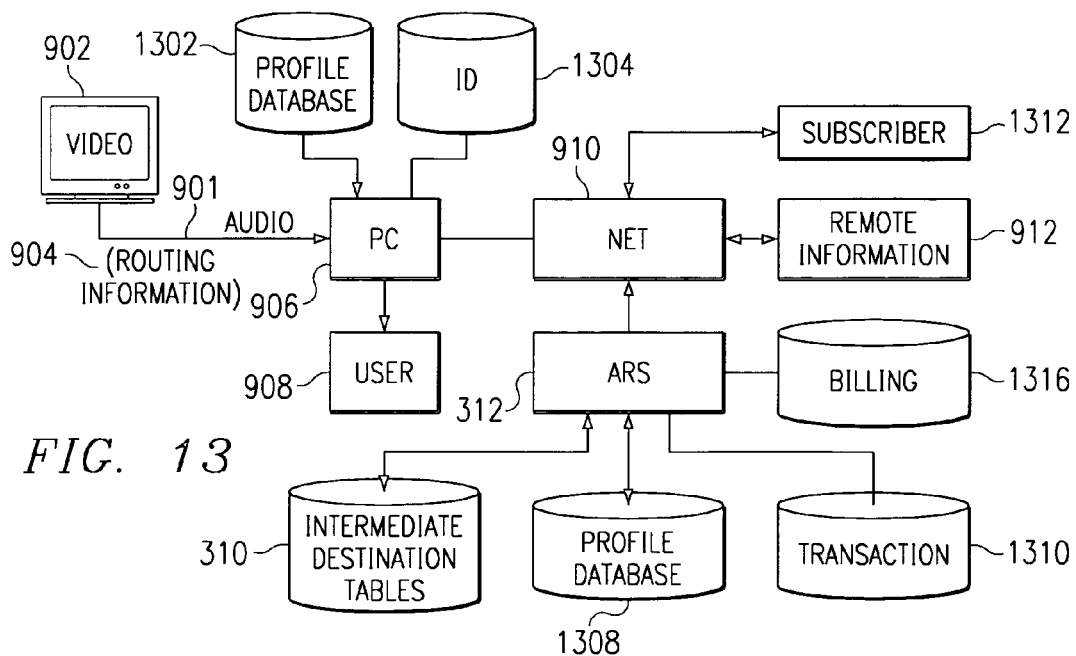 1302
902
PROFILE
DATABASE
ID
1304
VIDEO
910
SUBSCRIBER
1312
901
AUDIO
PC
NET
REMOTE
INFORMATION
912
904
(ROUTING
INFORMATION)
906
USER
908
ARS
312
BILLING
1316
FIG. 13
310
INTERMEDIATE
DESTINATION
TABLES
PROFILE
DATABASE
1308
TRANSACTION
1310